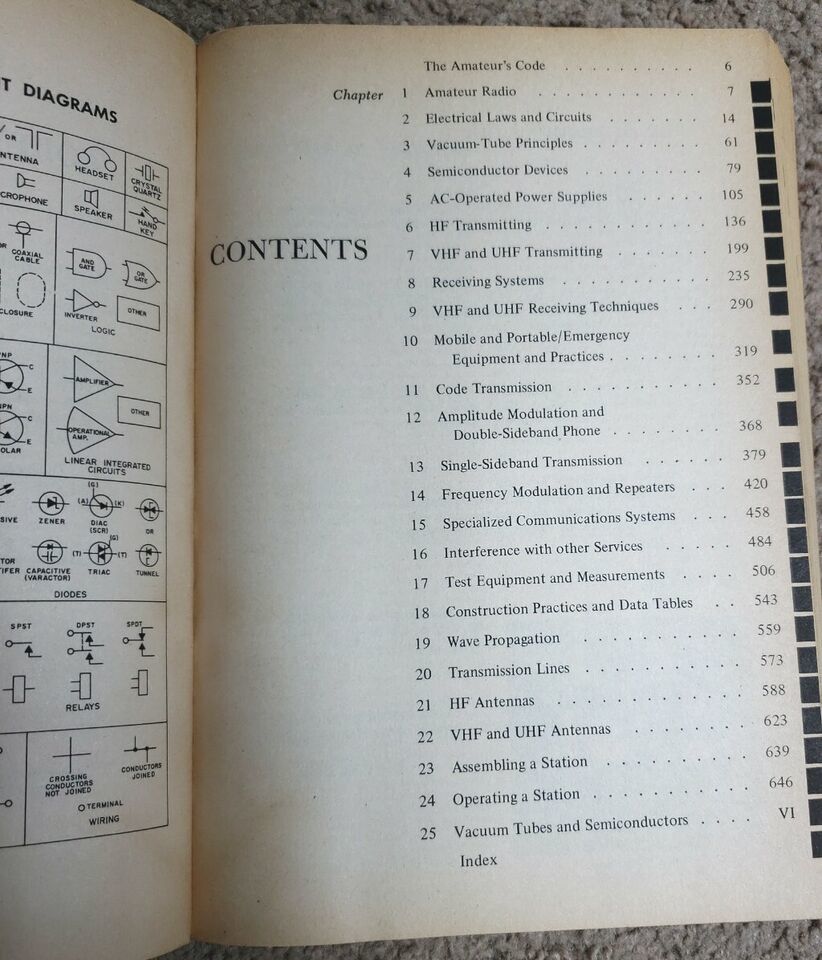 DIAGRAMS
OR
HEADSET
CRYSTAL
QUARTZ
SPEAKER
HAND
KEY
COAXIAL
CABLE
AND
GATE
OR
GATE
INVERTER
OTHER
LOGIC
C
E
C
E
AMPLIFIER
OTHER
OPERATIONAL
AMP.
LINEAR INTEGRATED
CIRCUITS
(G)
(A)
(K)
ZENER
DIAC
(SCR)
OR
(G)
(T)
(T)
CAPACITIVE
(VARACTOR)
TRIAC
TUNNEL
DIODES
SPST
DPST
SPDT
RELAYS
CROSSING
CONDUCTORS
NOT JOINED
CONDUCTORS
JOINED
TERMINAL
WIRING
CONTENTS
The Amateur's Code . . . . . . . . . . 6
Chapter 1 Amateur Radio . . . . . . . . . . . . 7
2 Electrical Laws and Circuits . . . . . . . 14
3 Vacuum-Tube Principles . . . . . . . . 61
4 Semiconductor Devices . . . . . . . . 79
5 AC-Operated Power Supplies . . . . . . 105
6 HF Transmitting . . . . . . . . . . . 136
7 VHF and UHF Transmitting . . . . . . . 199
8 Receiving Systems . . . . . . . . . . 235
9 VHF and UHF Receiving Techniques . . . 290
10 Mobile and Portable/Emergency
Equipment and Practices . . . . . . . 319
11 Code Transmission . . . . . . . . . . . 352
12 Amplitude Modulation and
Double-Sideband Phone . . . . . . . . 368
13 Single-Sideband Transmission . . . . . . 379
14 Frequency Modulation and Repeaters . . . 420
15 Specialized Communications Systems . . . 458
16 Interference with other Services . . . . . 484
17 Test Equipment and Measurements . . . . 506
18 Construction Practices and Data Tables . . 543
19 Wave Propagation . . . . . . . . . . . 559
20 Transmission Lines . . . . . . . . . . . 573
21 HF Antennas . . . . . . . . . . . . 588
22 VHF and UHF Antennas . . . . . . . . 623
23 Assembling a Station . . . . . . . . . . 639
24 Operating a Station . . . . . . . . . . . 646
25 Vacuum Tubes and Semiconductors . . . . VI
Index